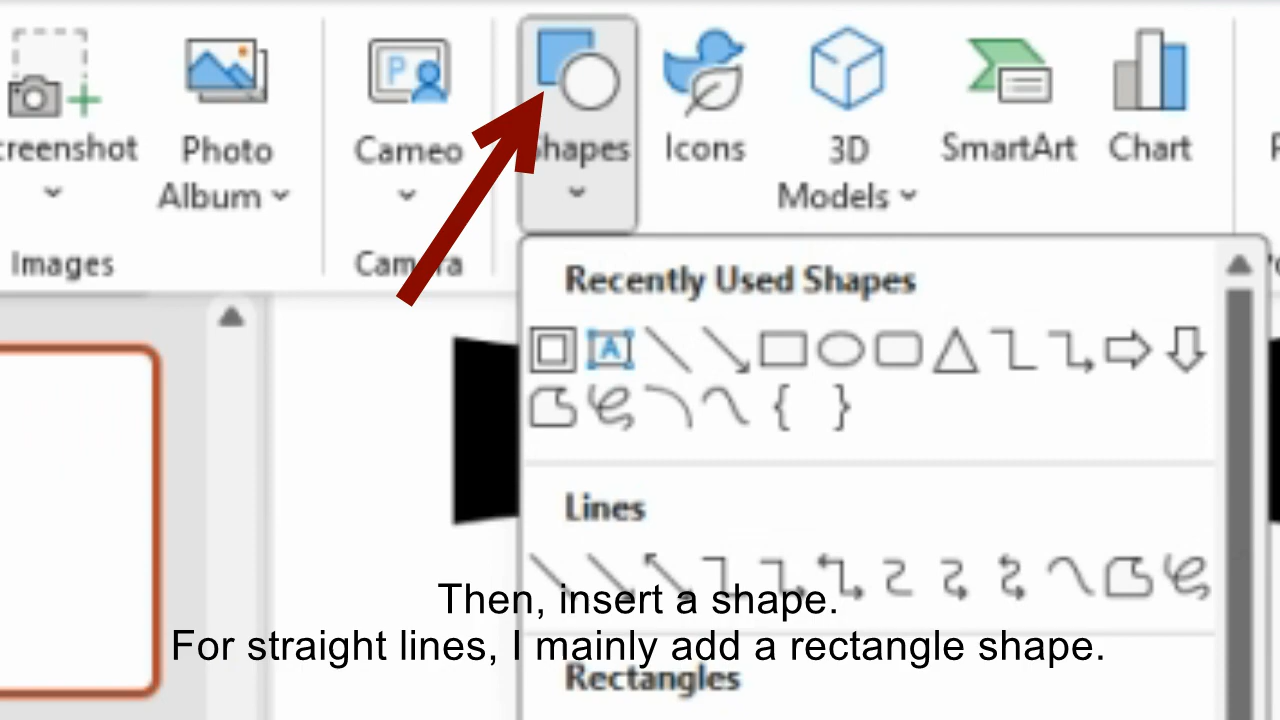 creenshot
Photo
Album
Cameo
Shapes
Icons
3D
Models
SmartArt
Chart
Images
Camera
Recently Used Shapes
A
{ }
Lines
Then, insert a shape.
For straight lines, I mainly add a rectangle shape.
Rectangles